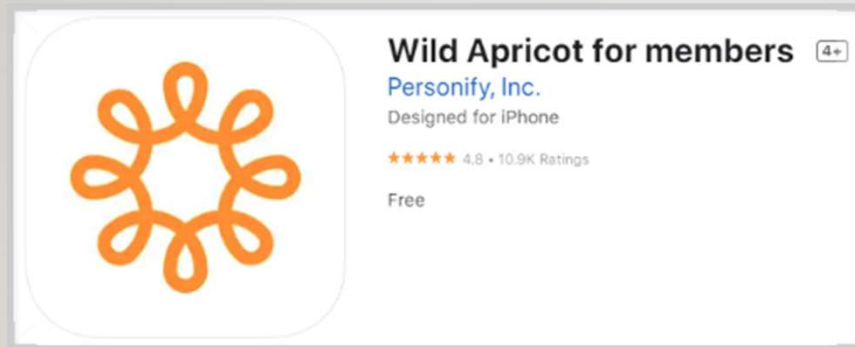 Wild Apricot for members 4+
Personify, Inc.
Designed for iPhone
★★★★★ 4.8 • 10.9K Ratings
Free